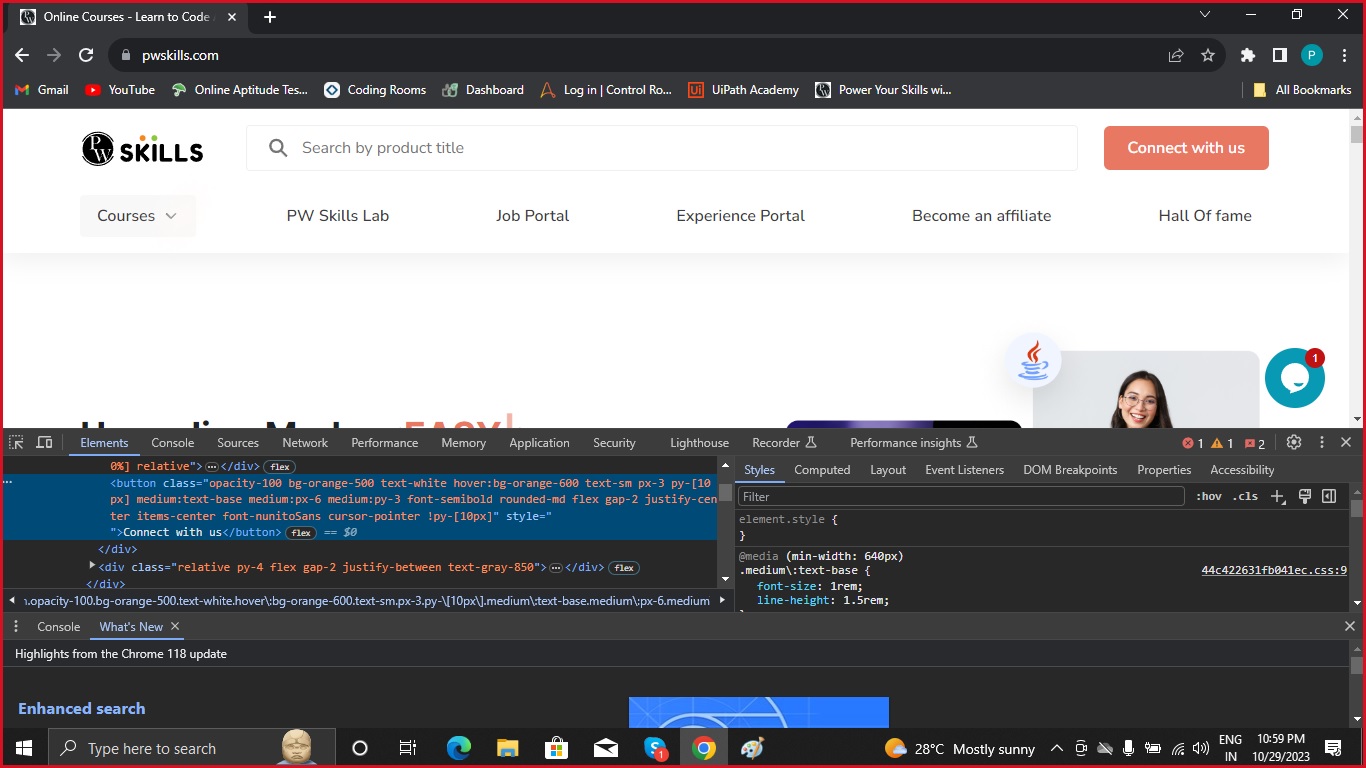 Online Courses - Learn to Code
pwskills.com
P
Gmail YouTube Online Aptitude Tes... Coding Rooms Dashboard Log in | Control Ro... UiPath Academy Power Your Skills wi... All Bookmarks
PW SKILLS Search by product title Connect with us
Courses PW Skills Lab Job Portal Experience Portal Become an affiliate Hall Of fame
1
EASY
Elements Console Sources Network Performance Memory Application Security Lighthouse Recorder Performance insights 1 1 2
0%] relative"> ⋯ </div> flex
<button class="opacity-100 bg-orange-500 text-white hover:bg-orange-600 text-sm px-3 py-[10
px] medium:text-base medium:px-6 medium:py-3 font-semibold rounded-md flex gap-2 justify-cen
ter items-center font-nunitoSans cursor-pointer !py-[10px]" style="
">Connect with us</button> flex == $0
</div>
<div class="relative py-4 flex gap-2 justify-between text-gray-850"> ⋯ </div> flex
</div>
.opacity-100.bg-orange-500.text-white.hover\:bg-orange-600.text-sm.px-3.py-\[10px\].medium\:text-base.medium\:px-6.medium
Styles Computed Layout Event Listeners DOM Breakpoints Properties Accessibility
Filter :hov .cls
element.style {
}
@media (min-width: 640px)
.medium\:text-base { 44c422631fb041ec.css:9
font-size: 1rem;
line-height: 1.5rem;
Console What's New
Highlights from the Chrome 118 update
Enhanced search
Type here to search 1 28°C Mostly sunny ENG 10:59 PM
IN 10/29/2023